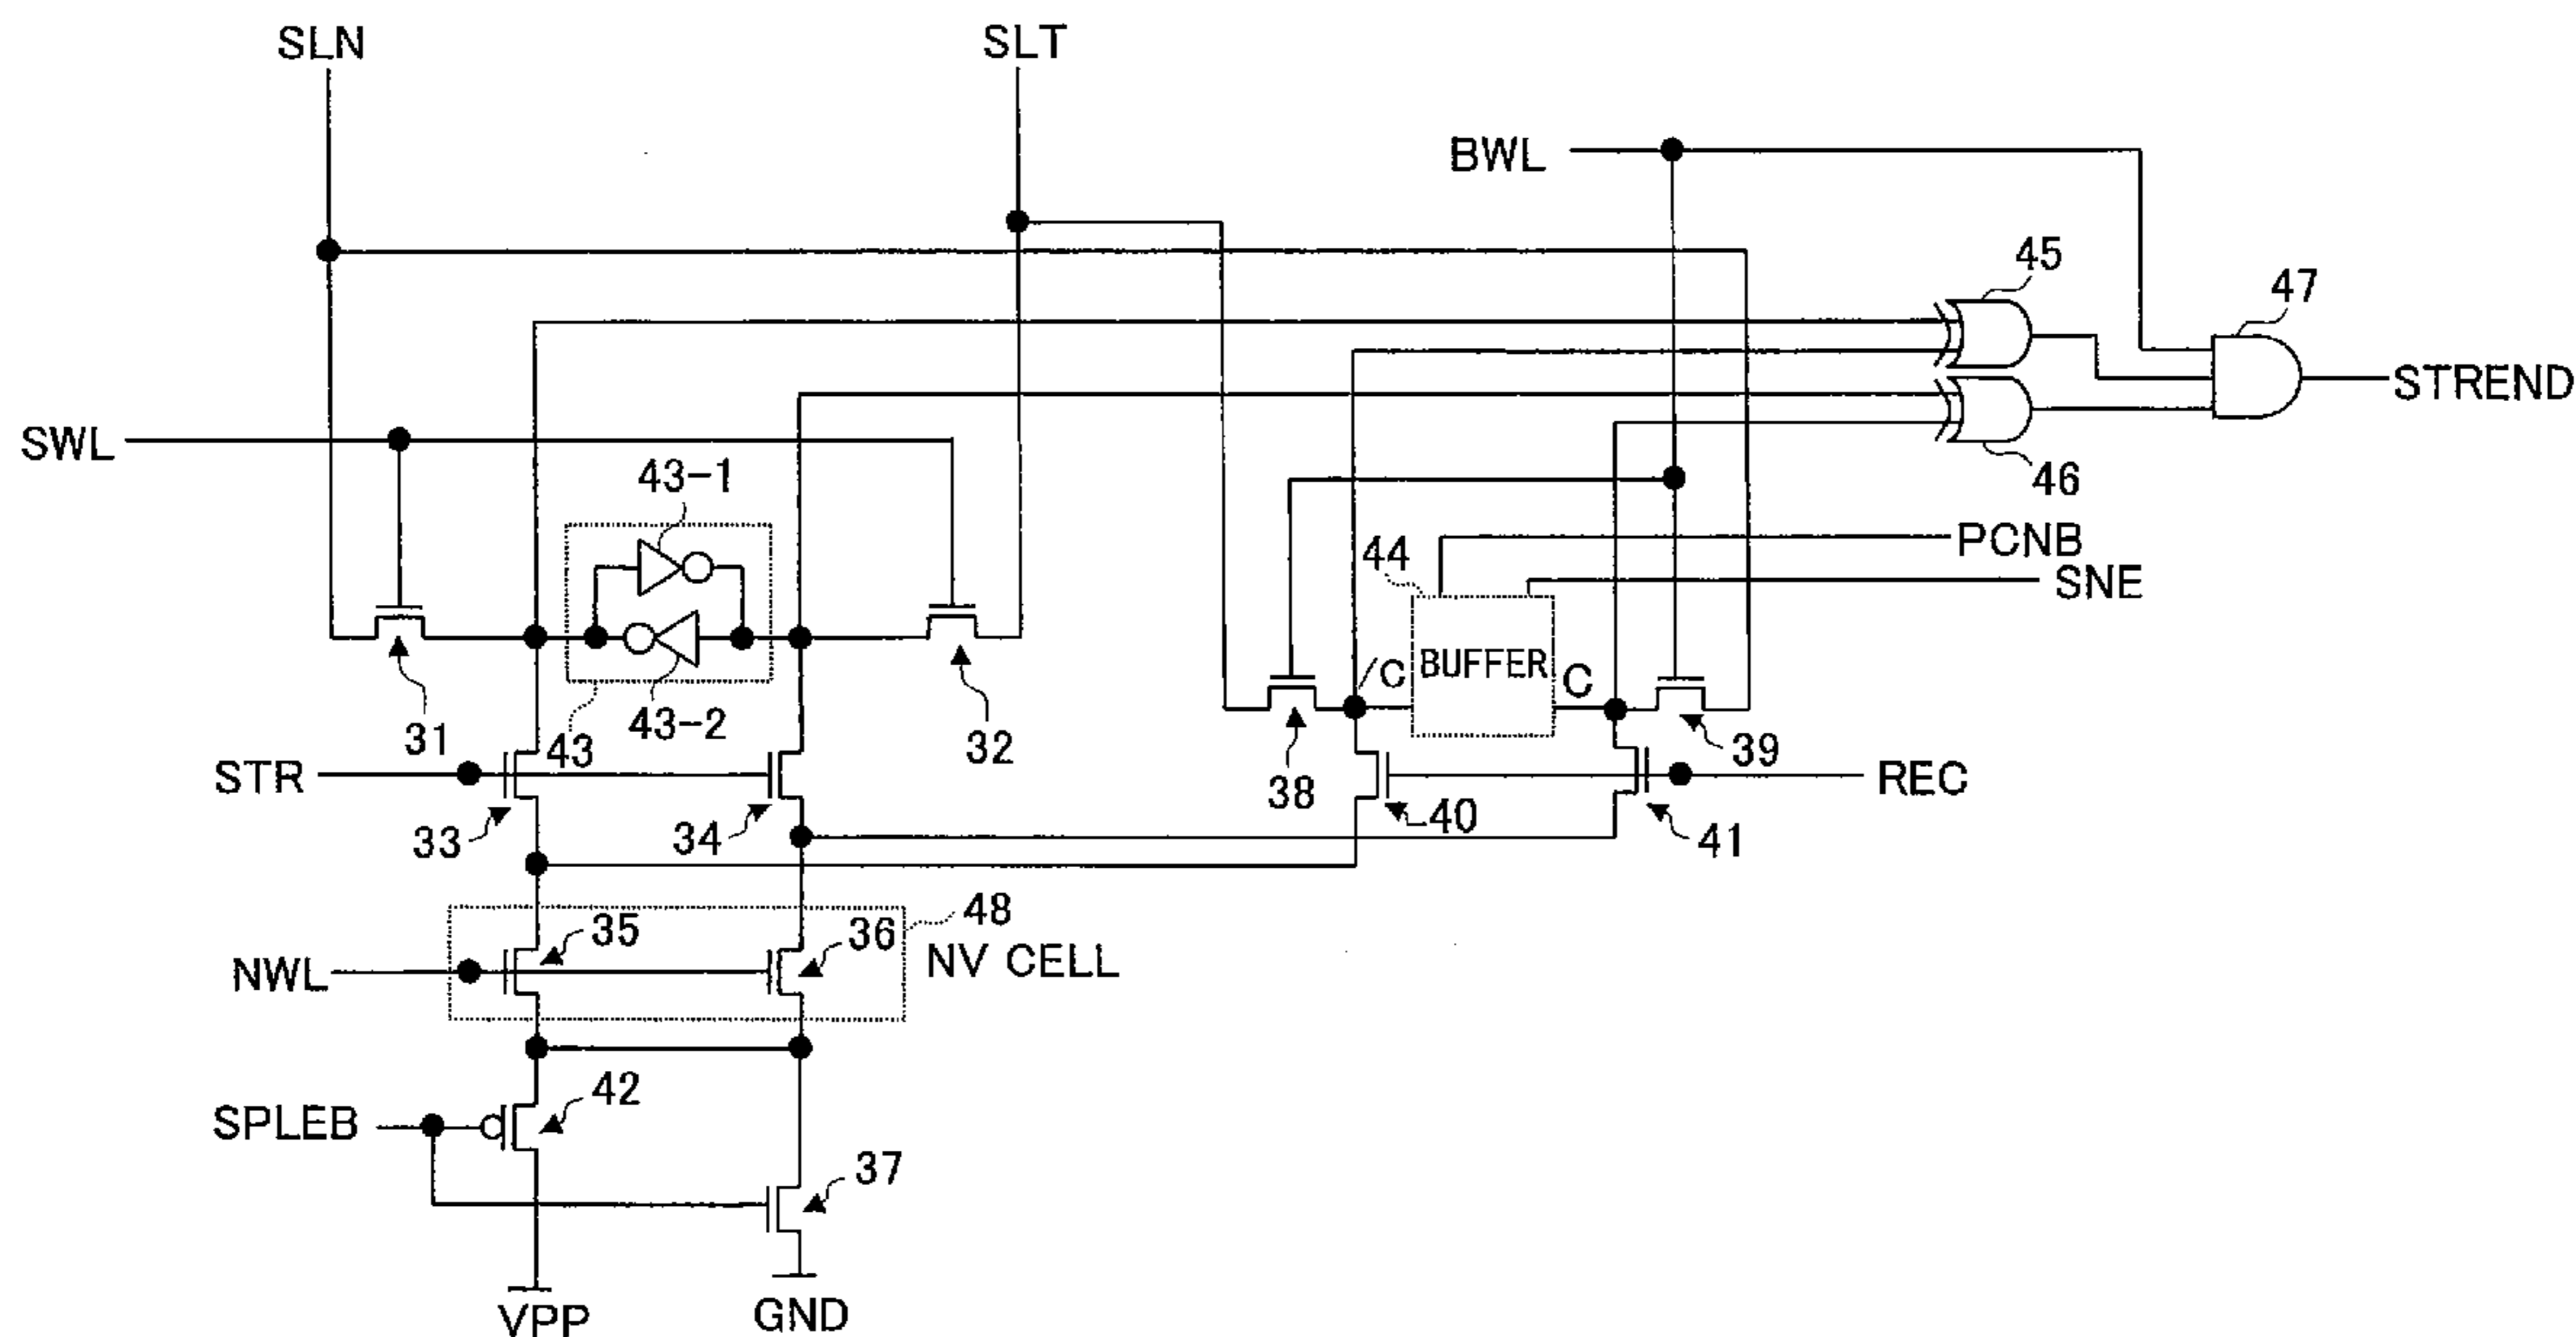 SLN
SLT
BWL
45
47
STREND
SWL
43-1
46
44
PCNB
SNE
/C
BUFFER
C
31
43
43-2
32
38
39
STR
REC
33
34
40
41
35
36
48
NWL
NV CELL
42
SPLEB
37
VPP
GND